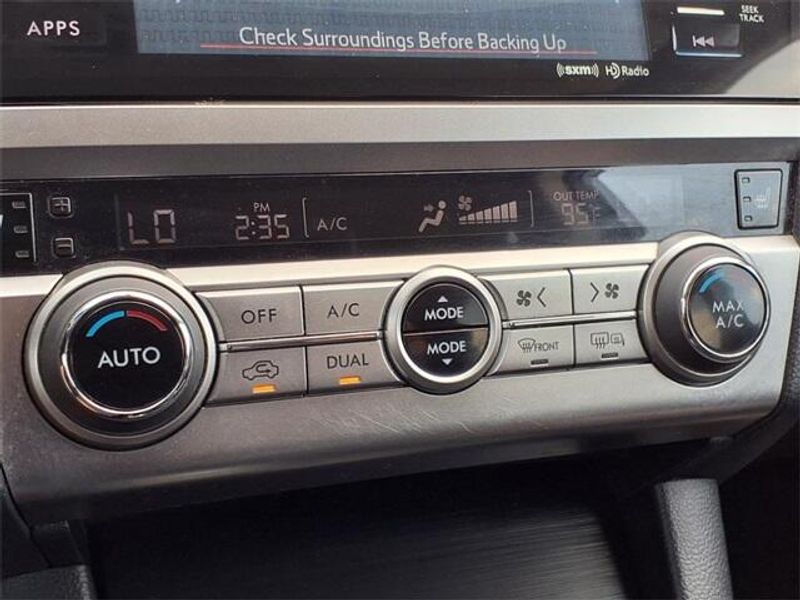 APPS
Check Surroundings Before Backing Up
SEEK
TRACK
((sxm)) HD Radio
LO
PM
2:35
A/C
OUT TEMP
95°F
AUTO
OFF
A/C
DUAL
MODE
MODE
FRONT
MAX
A/C